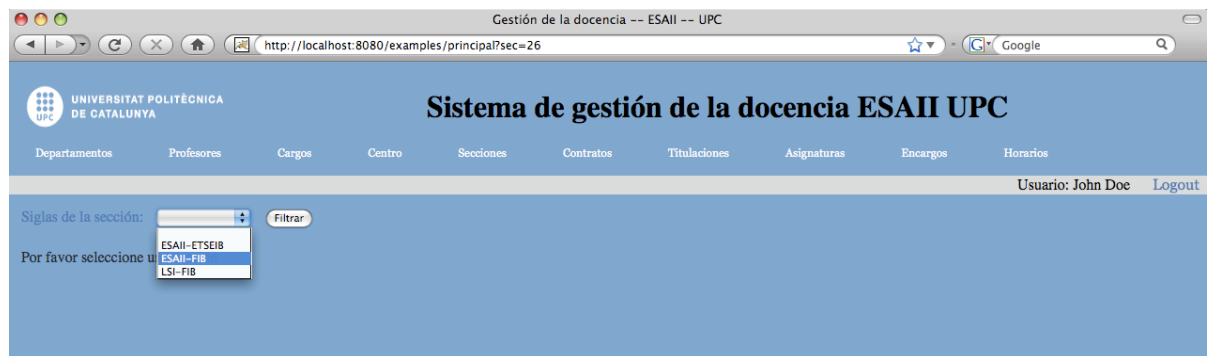 Gestión de la docencia -- ESAII -- UPC
http://localhost:8080/examples/principal?sec=26
Google
UNIVERSITAT POLITÈCNICA
DE CATALUNYA
UPC
Sistema de gestión de la docencia ESAII UPC
Departamentos Profesores Cargos Centro Secciones Contratos Titulaciones Asignaturas Encargos Horarios
Usuario: John Doe Logout
Siglas de la sección: Filtrar
ESAII-ETSEIB
Por favor seleccione
ESAII-FIB
LSI-FIB